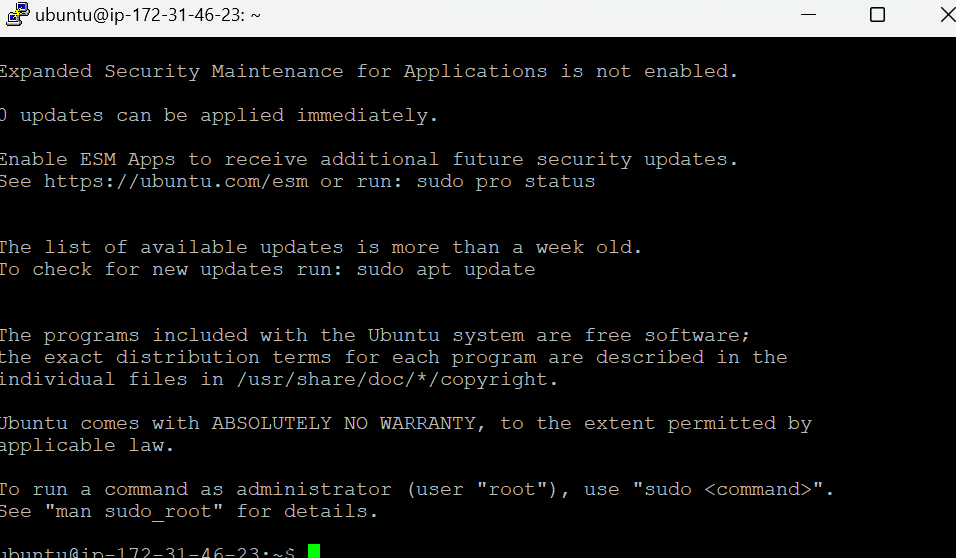 ubuntu@ip-172-31-46-23: ~
Expanded Security Maintenance for Applications is not enabled.
0 updates can be applied immediately.
Enable ESM Apps to receive additional future security updates.
See https://ubuntu.com/esm or run: sudo pro status
The list of available updates is more than a week old.
To check for new updates run: sudo apt update
The programs included with the Ubuntu system are free software;
the exact distribution terms for each program are described in the
individual files in /usr/share/doc/*/copyright.
Ubuntu comes with ABSOLUTELY NO WARRANTY, to the extent permitted by
applicable law.
To run a command as administrator (user "root"), use "sudo <command>".
See "man sudo_root" for details.
ubuntu@ip-172-31-46-23:~$